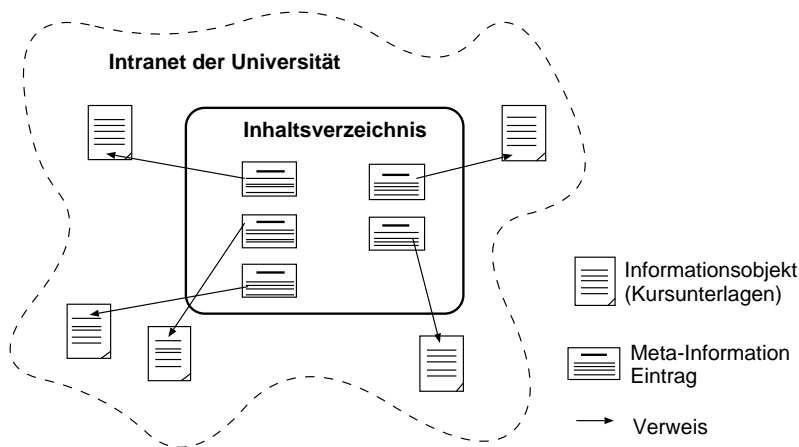 Intranet der Universität
Inhaltsverzeichnis
Informationsobjekt
(Kursunterlagen)
Meta-Information
Eintrag
Verweis